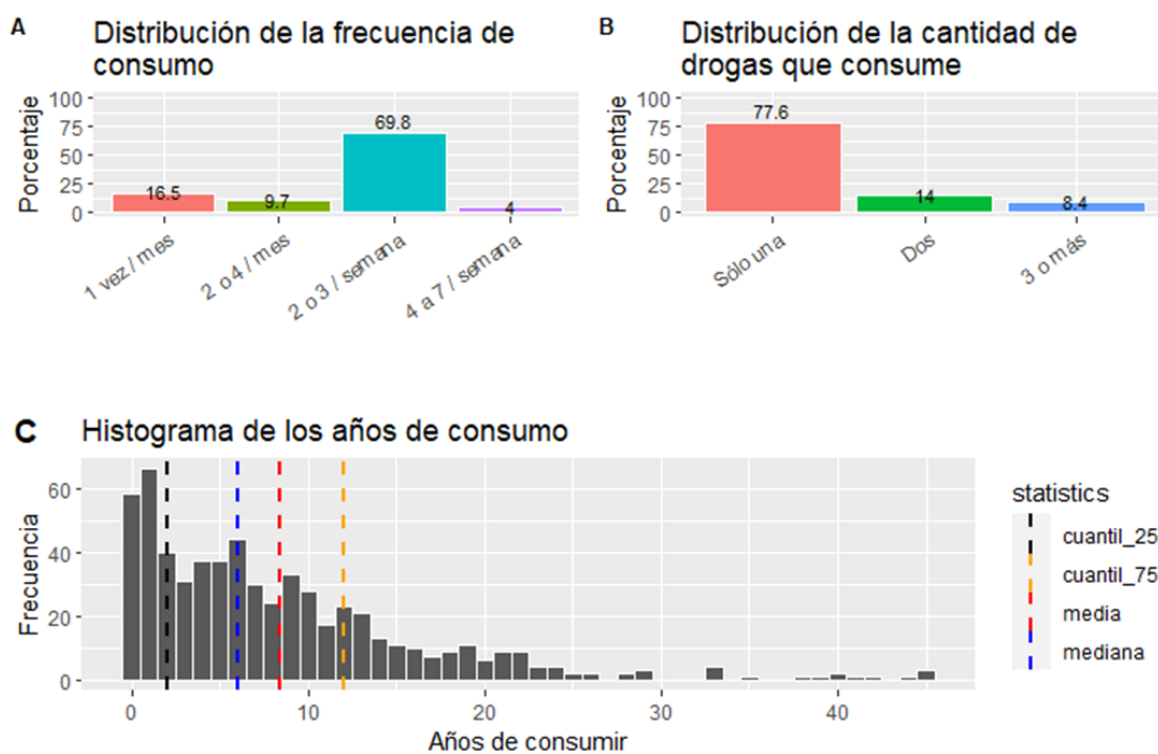 A
Distribución de la frecuencia de
consumo
Porcentaje
100
75
50
25
0
16.5
9.7
69.8
4
1 vez / mes
2 o 4 / mes
2 o 3 / semana
4 a 7 / semana
B
Distribución de la cantidad de
drogas que consume
Porcentaje
100
75
50
25
0
77.6
14
8.4
Sólo una
Dos
3 o más
C
Histograma de los años de consumo
Frecuencia
60
40
20
0
0
10
20
30
40
Años de consumir
statistics
cuantil_25
cuantil_75
media
mediana